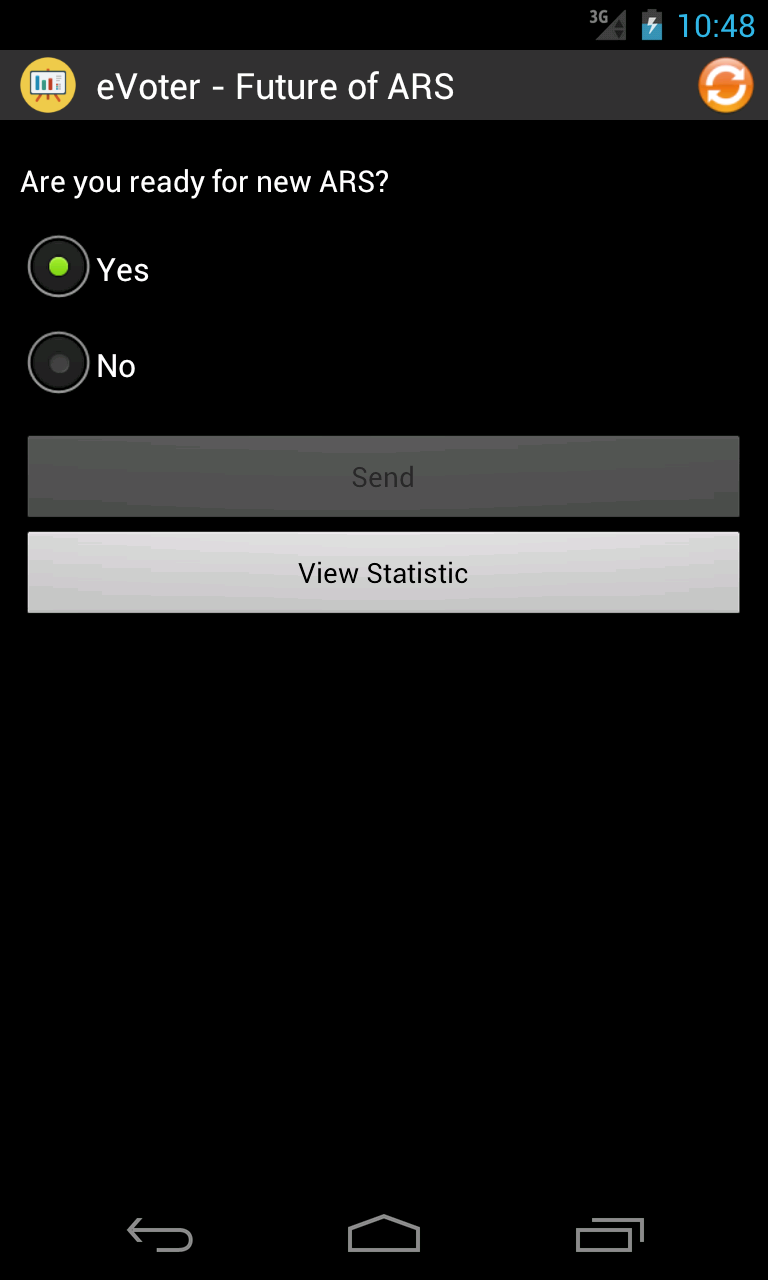 3G 10:48
eVoter - Future of ARS
Are you ready for new ARS?
Yes
No
Send
View Statistic